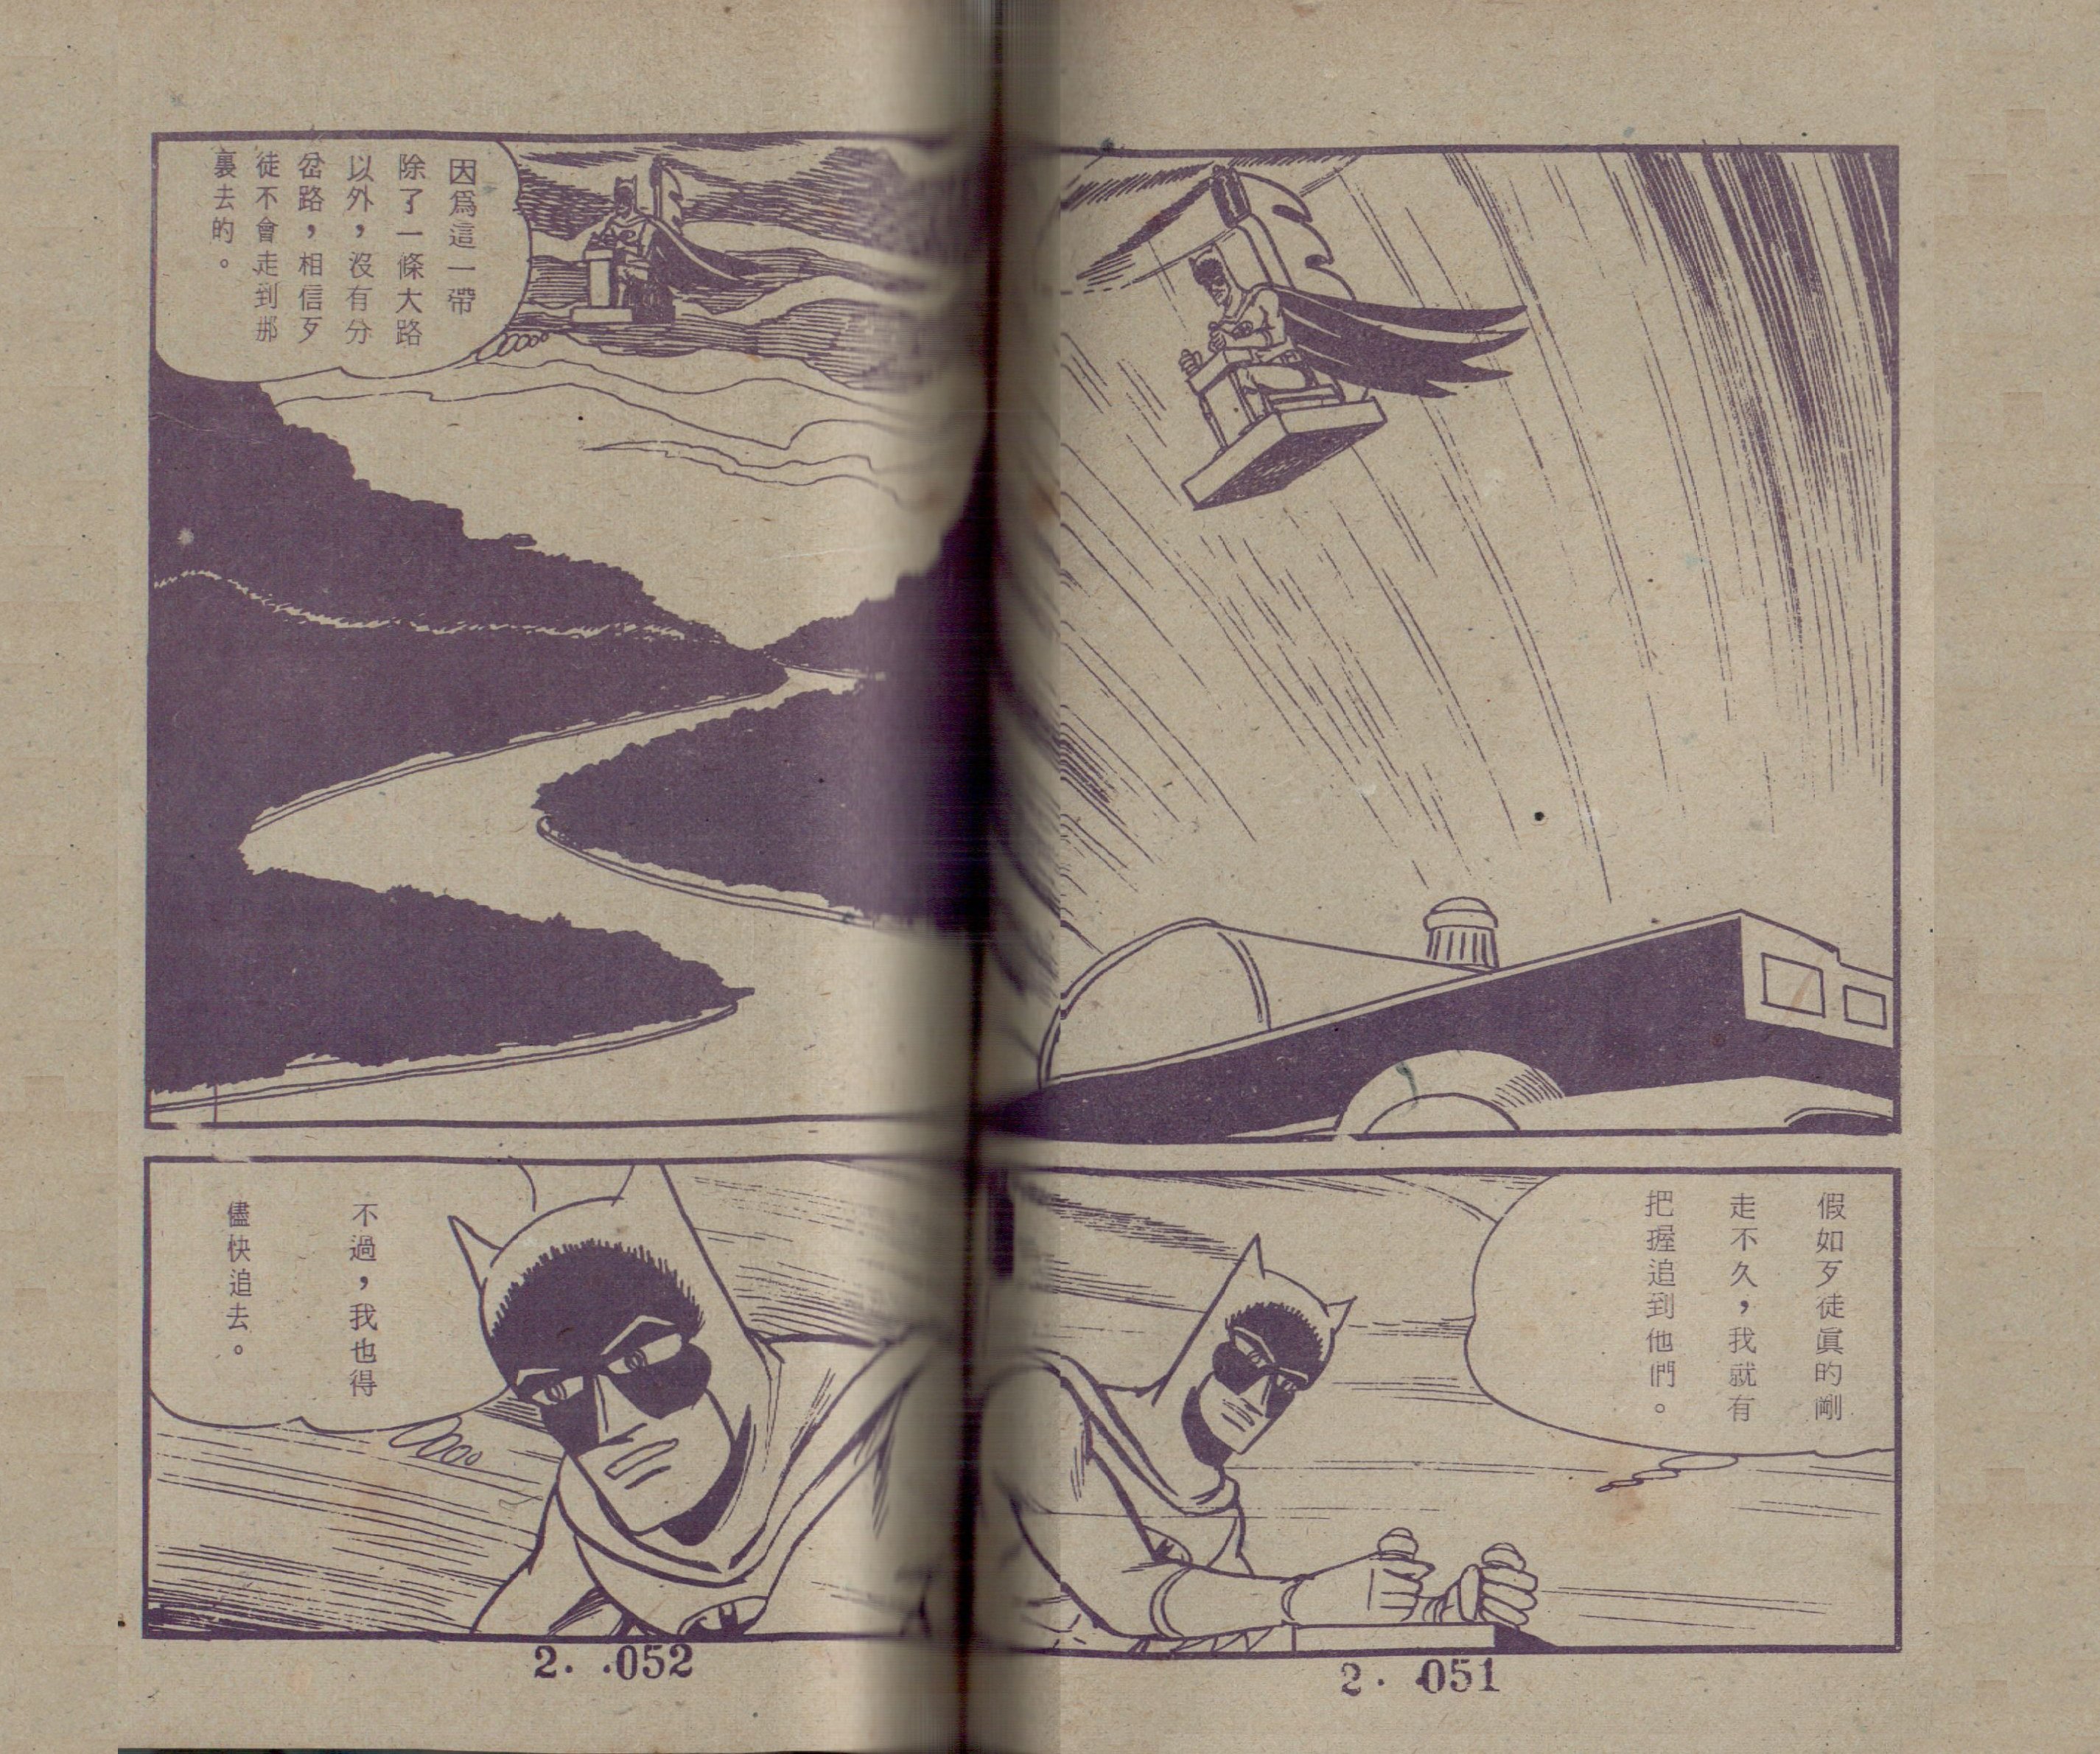 假如歹徒眞的剛
走不久，我就有
把握追到他們。
2. .051
因爲這一帶
除了一條大路
以外，沒有分
岔路，相信歹
徒不會走到那
裏去的。
不過，我也得
儘快追去。
2. .052